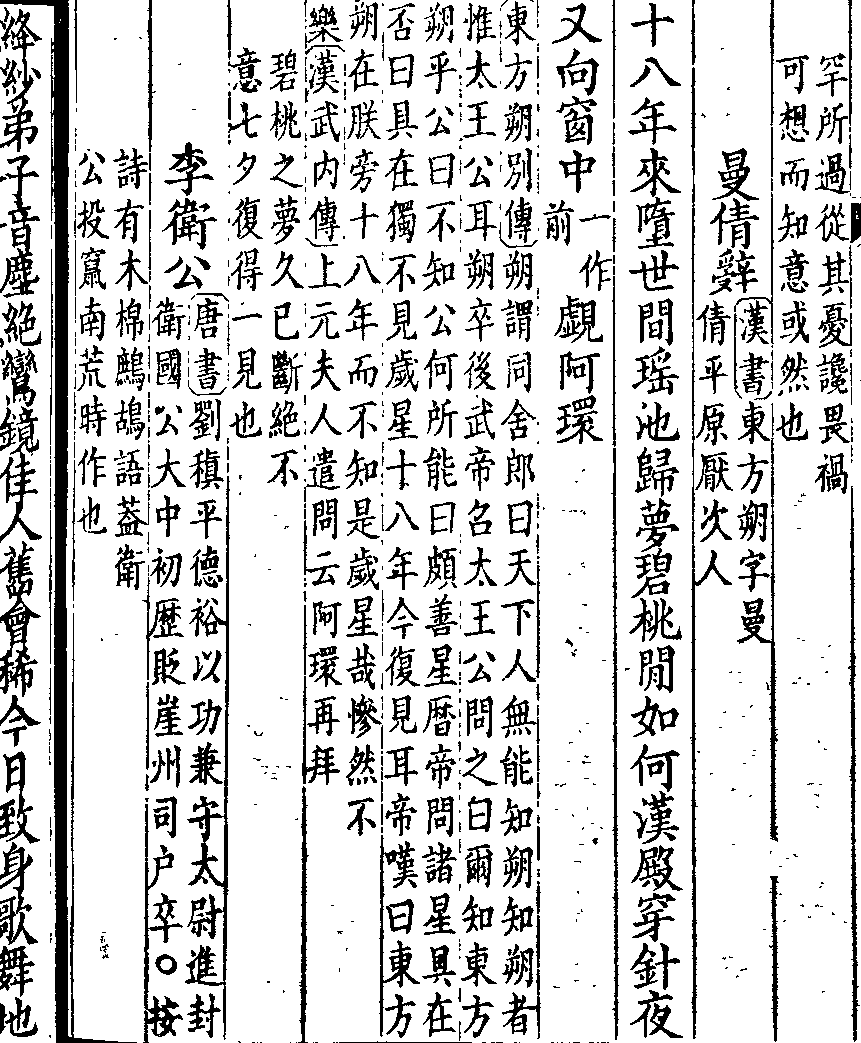 罕所過從其憂讒畏禍
可想而知意或然也
曼倩辭
漢書東方朔字曼
倩平原厭次人
十八年來墮世間瑤池歸夢碧桃閒如何漢殿穿針夜
又向窗中
一作
前
覷阿環
東方朔別傳朔謂同舍郎曰天下人無能知朔知朔者
惟太王公耳朔卒後武帝召太王公問之曰爾知東方
朔乎公曰不知公何所能曰頗善星曆帝問諸星具在
否曰具在獨不見歲星十八年今復見耳帝嘆曰東方
朔在朕旁十八年而不知是歲星哉慘然不
樂漢武內傳上元夫人遣問云阿環再拜
碧桃之夢久已斷絕不
意七夕復得一見也
李衛公
唐書劉稹平德裕以功兼守太尉進封
衛國公大中初歷貶崖州司户卒○按
詩有木棉鷓鴣語蓋衛
公投竄南荒時作也
絳紗弟子音塵絕鸞鏡佳人舊會稀今日致身歌舞地